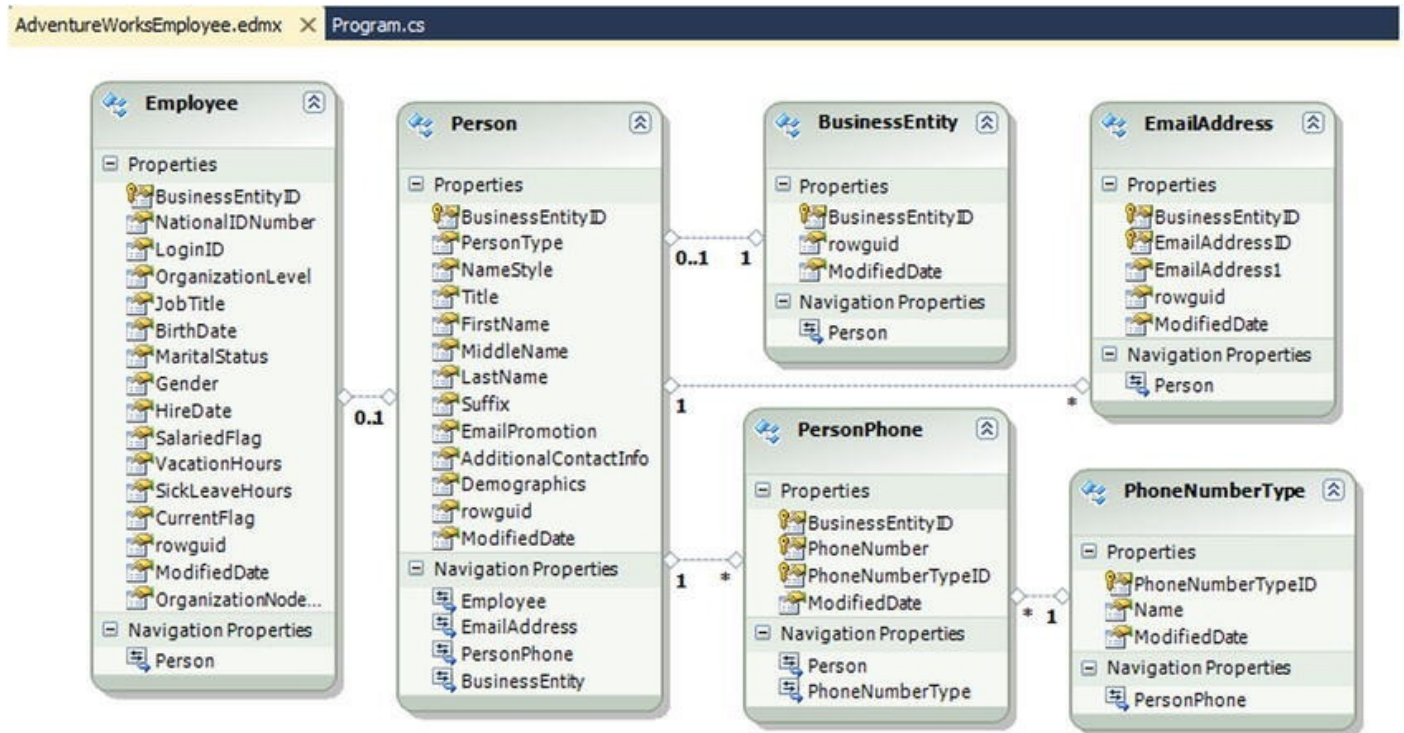 AdventureWorksEmployee.edmx
Program.cs
Employee
Properties
BusinessEntityID
NationalIDNumber
LoginID
OrganizationLevel
JobTitle
BirthDate
MaritalStatus
Gender
HireDate
SalariedFlag
VacationHours
SickLeaveHours
CurrentFlag
rowguid
ModifiedDate
OrganizationNode...
Navigation Properties
Person
0..1
Person
Properties
BusinessEntityID
PersonType
NameStyle
Title
FirstName
MiddleName
LastName
Suffix
EmailPromotion
AdditionalContactInfo
Demographics
rowguid
ModifiedDate
Navigation Properties
Employee
EmailAddress
PersonPhone
BusinessEntity
0..1 1
BusinessEntity
Properties
BusinessEntityID
rowguid
ModifiedDate
Navigation Properties
Person
1 *
EmailAddress
Properties
BusinessEntityID
EmailAddressID
EmailAddress1
rowguid
ModifiedDate
Navigation Properties
Person
1 *
PersonPhone
Properties
BusinessEntityID
PhoneNumber
PhoneNumberTypeID
ModifiedDate
Navigation Properties
Person
PhoneNumberType
* 1
PhoneNumberType
Properties
PhoneNumberTypeID
Name
ModifiedDate
Navigation Properties
PersonPhone